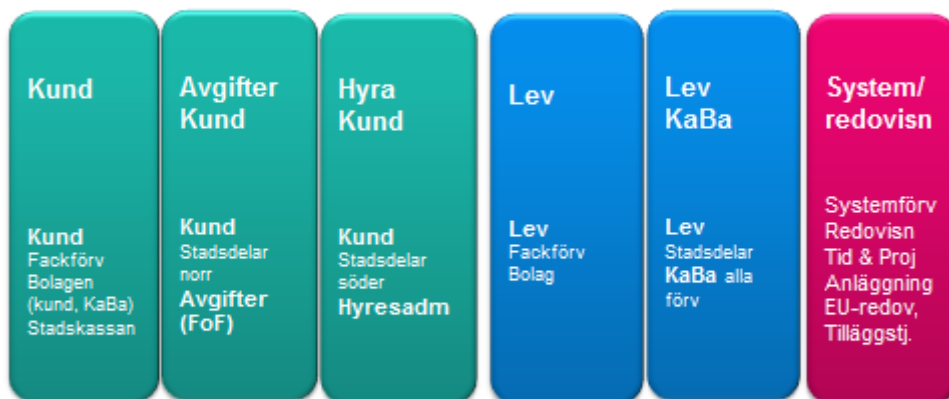 Kund
Kund
Fackförv
Bolagen
(kund, KaBa)
Stadskassan
Avgifter
Kund
Kund
Stadsdelar
norr
Avgifter
(FoF)
Hyra
Kund
Kund
Stadsdelar
söder
Hyresadm
Lev
Lev
Fackförv
Bolag
Lev
KaBa
Lev
Stadsdelar
KaBa alla
förv
System/
redovisn
Systemförv
Redovisn
Tid & Proj
Anläggning
EU-redov,
Tilläggstj.